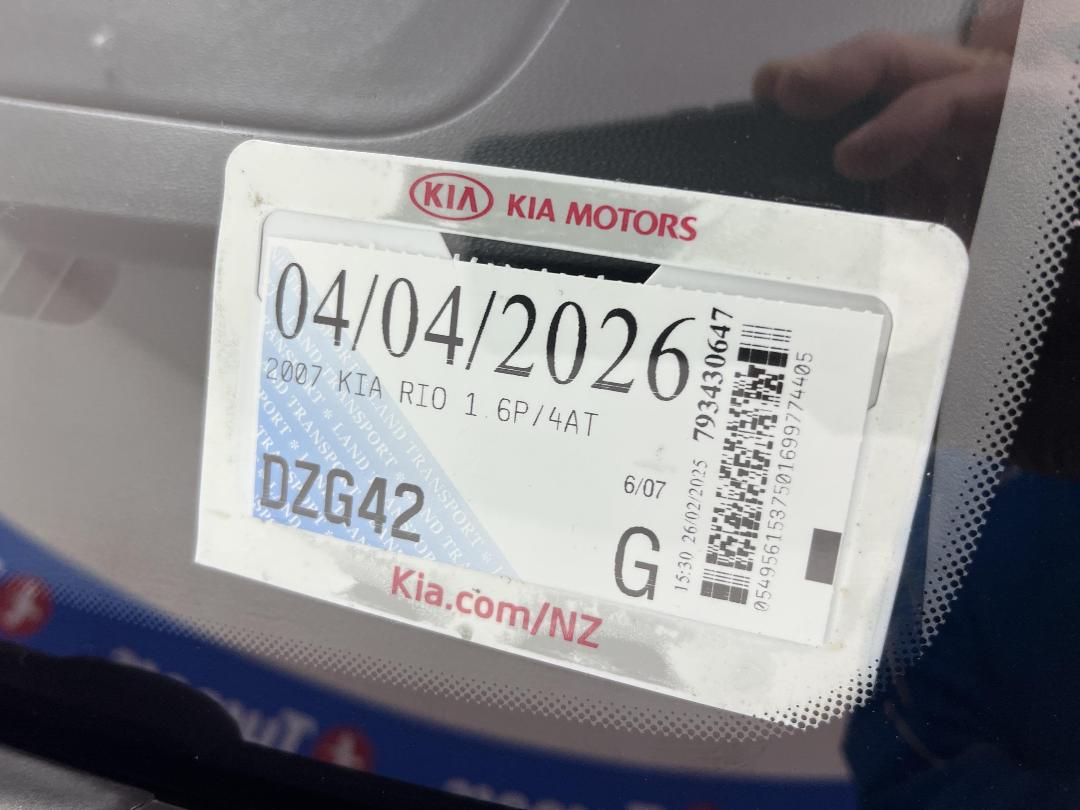 KIA KIA MOTORS
04/04/2026
2007 KIA RIO 1.6P/4AT
DZG42
6/07
G
15:30 26/02/2025 793430647
0549561537501699774405
Kia.com/NZ